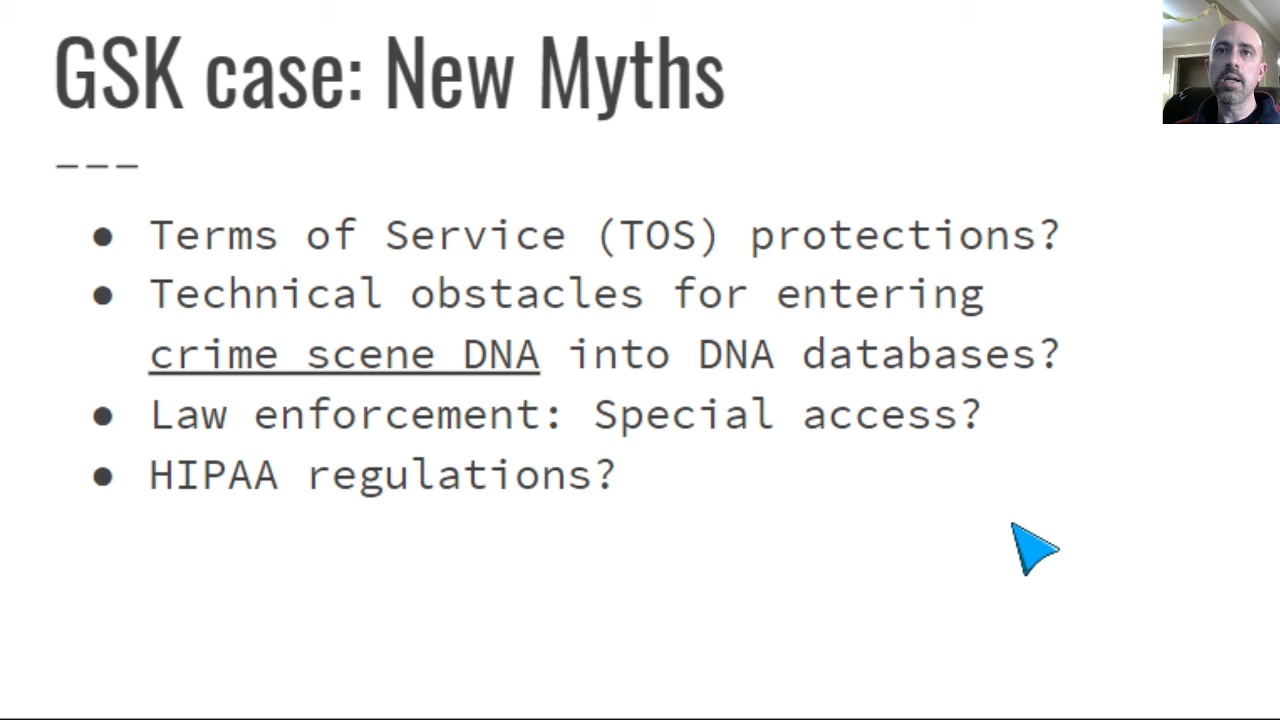 GSK case: New Myths
---
● Terms of Service (TOS) protections?
● Technical obstacles for entering
crime scene DNA into DNA databases?
● Law enforcement: Special access?
● HIPAA regulations?